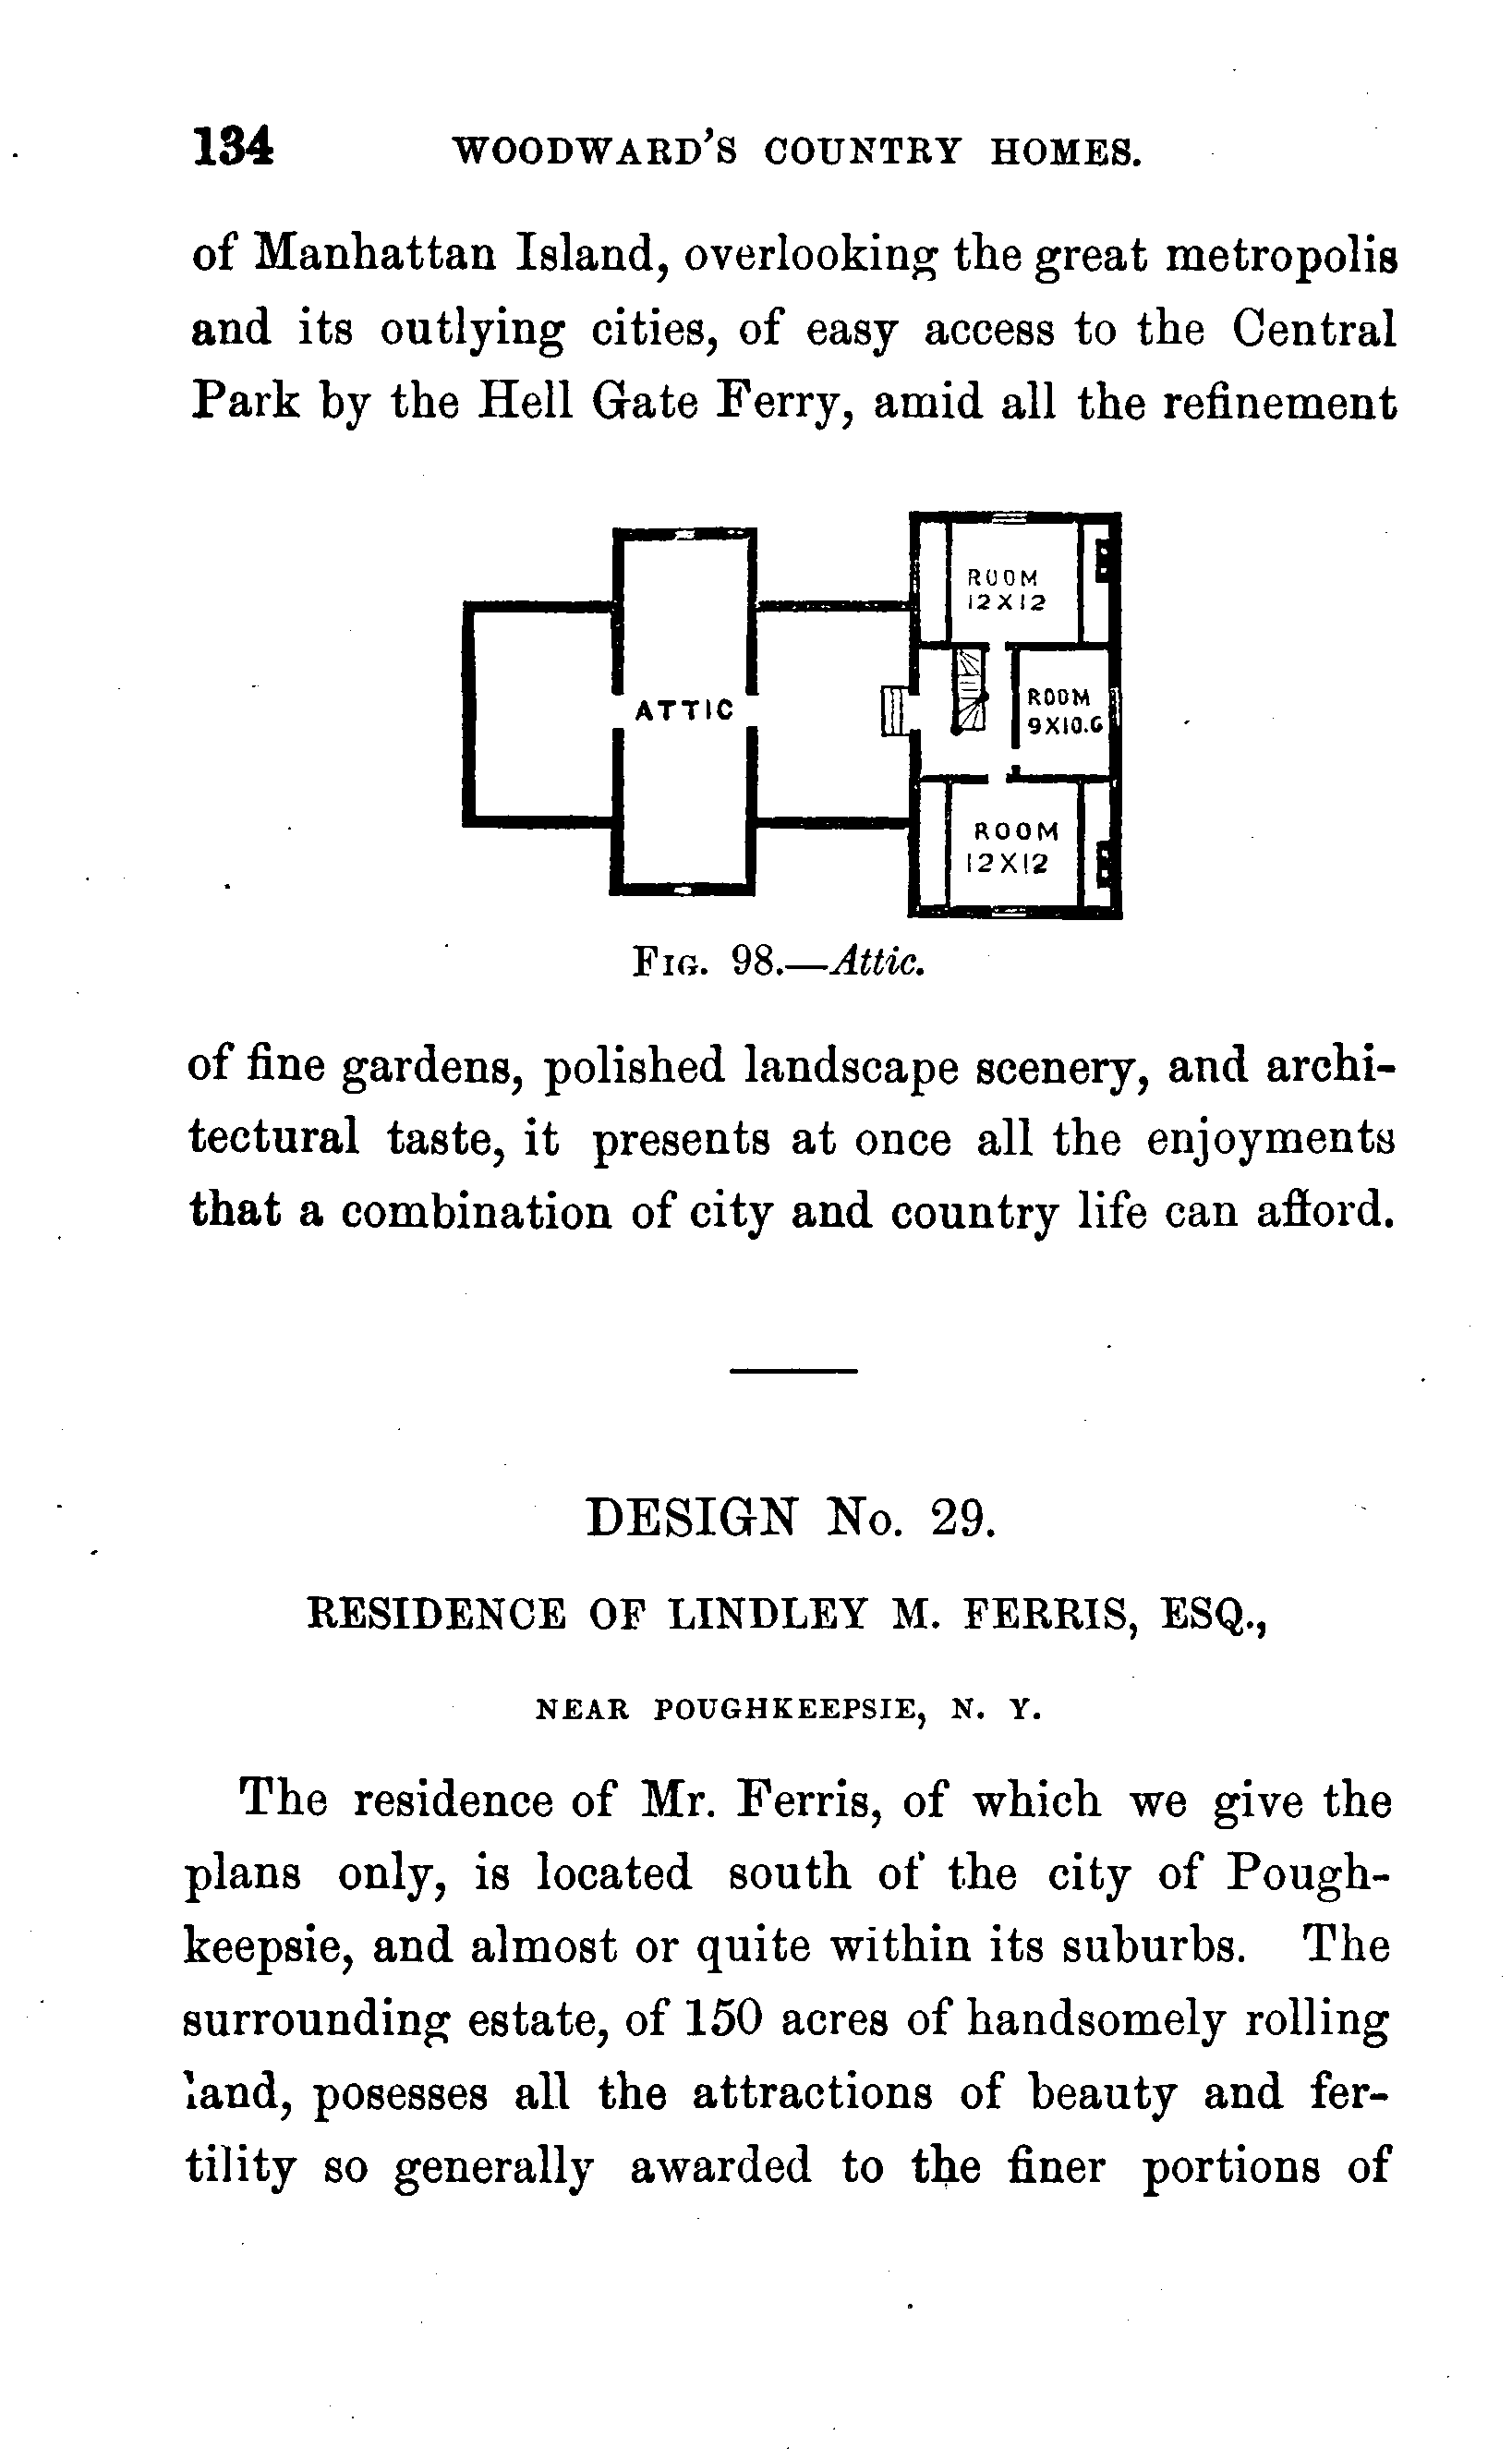 134 WOODWARD'S COUNTRY HOMES.
of Manhattan Island, overlooking the great metropolis
and its outlying cities, of easy access to the Central
Park by the Hell Gate Ferry, amid all the refinement
ROOM
12X12
ATTIC
ROOM
9X10.6
ROOM
12X12
FIG. 98.—Attic.
of fine gardens, polished landscape scenery, and archi-
tectural taste, it presents at once all the enjoyments
that a combination of city and country life can afford.
DESIGN No. 29.
RESIDENCE OF LINDLEY M. FERRIS, ESQ.,
NEAR POUGHKEEPSIE, N. Y.
The residence of Mr. Ferris, of which we give the
plans only, is located south of the city of Pough-
keepsie, and almost or quite within its suburbs. The
surrounding estate, of 150 acres of handsomely rolling
land, posesses all the attractions of beauty and fer-
tility so generally awarded to the finer portions of